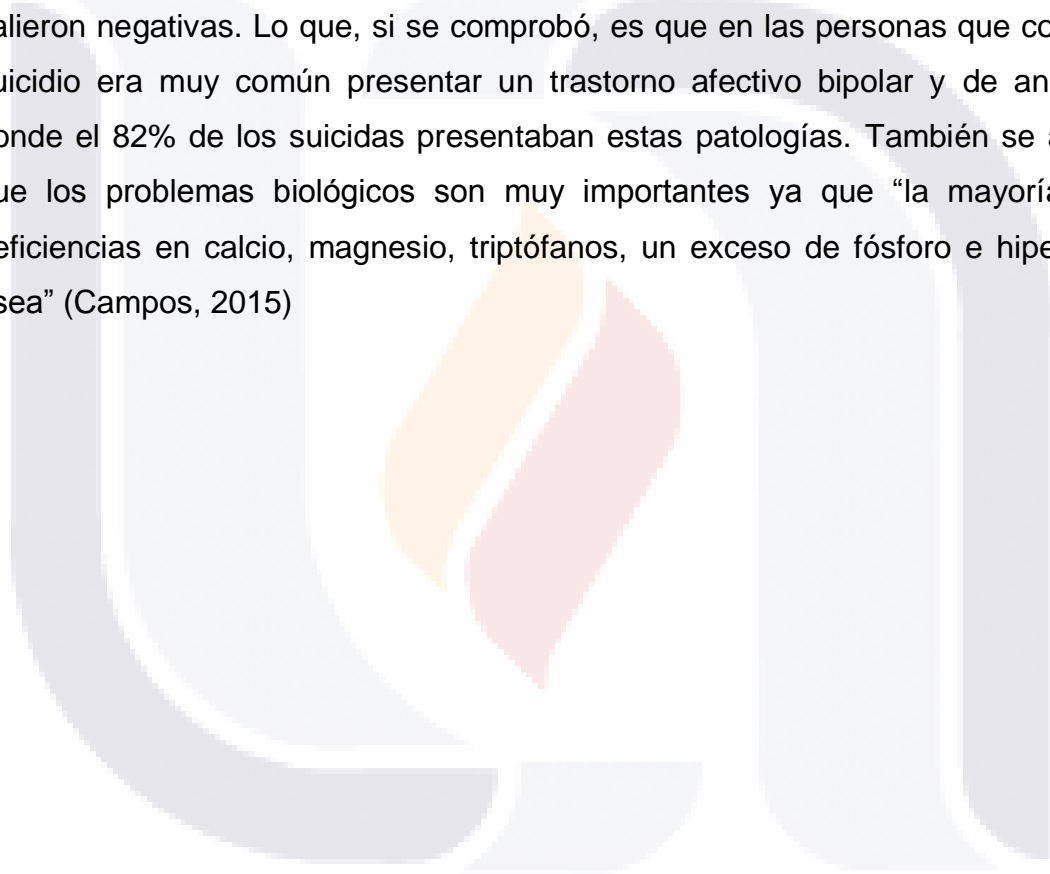 alieron negativas. Lo que, si se comprobó, es que en las personas que co
uicidio era muy común presentar un trastorno afectivo bipolar y de an
onde el 82% de los suicidas presentaban estas patologías. También se a
ue los problemas biológicos son muy importantes ya que “la mayoría
eficiencias en calcio, magnesio, triptófanos, un exceso de fósforo e hipe
sea” (Campos, 2015)